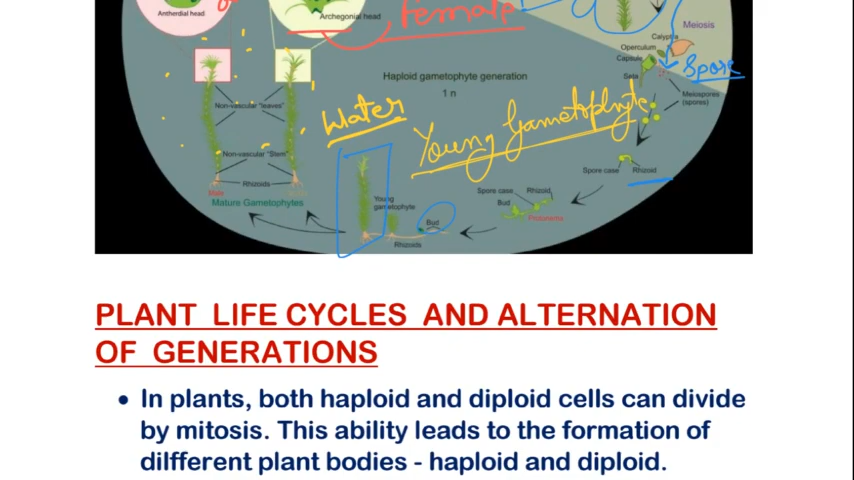 Antherdial head
Archegonial head
Female
Meiosis
Calyptra
Operculum
Capsule
Spore
Seta
Haploid gametophyte generation
1 n
Meiospores
(spores)
Non-vascular "leaves"
Water
Young Gametophyte
Non-vascular "Stem"
Spore case
Rhizoid
Rhizoids
Male
Mature Gametophytes
Young
gametophyte
Bud
Rhizoids
Spore case
Rhizoid
Bud
Protonema
PLANT LIFE CYCLES AND ALTERNATION
OF GENERATIONS
• In plants, both haploid and diploid cells can divide
by mitosis. This ability leads to the formation of
dilfferent plant bodies - haploid and diploid.